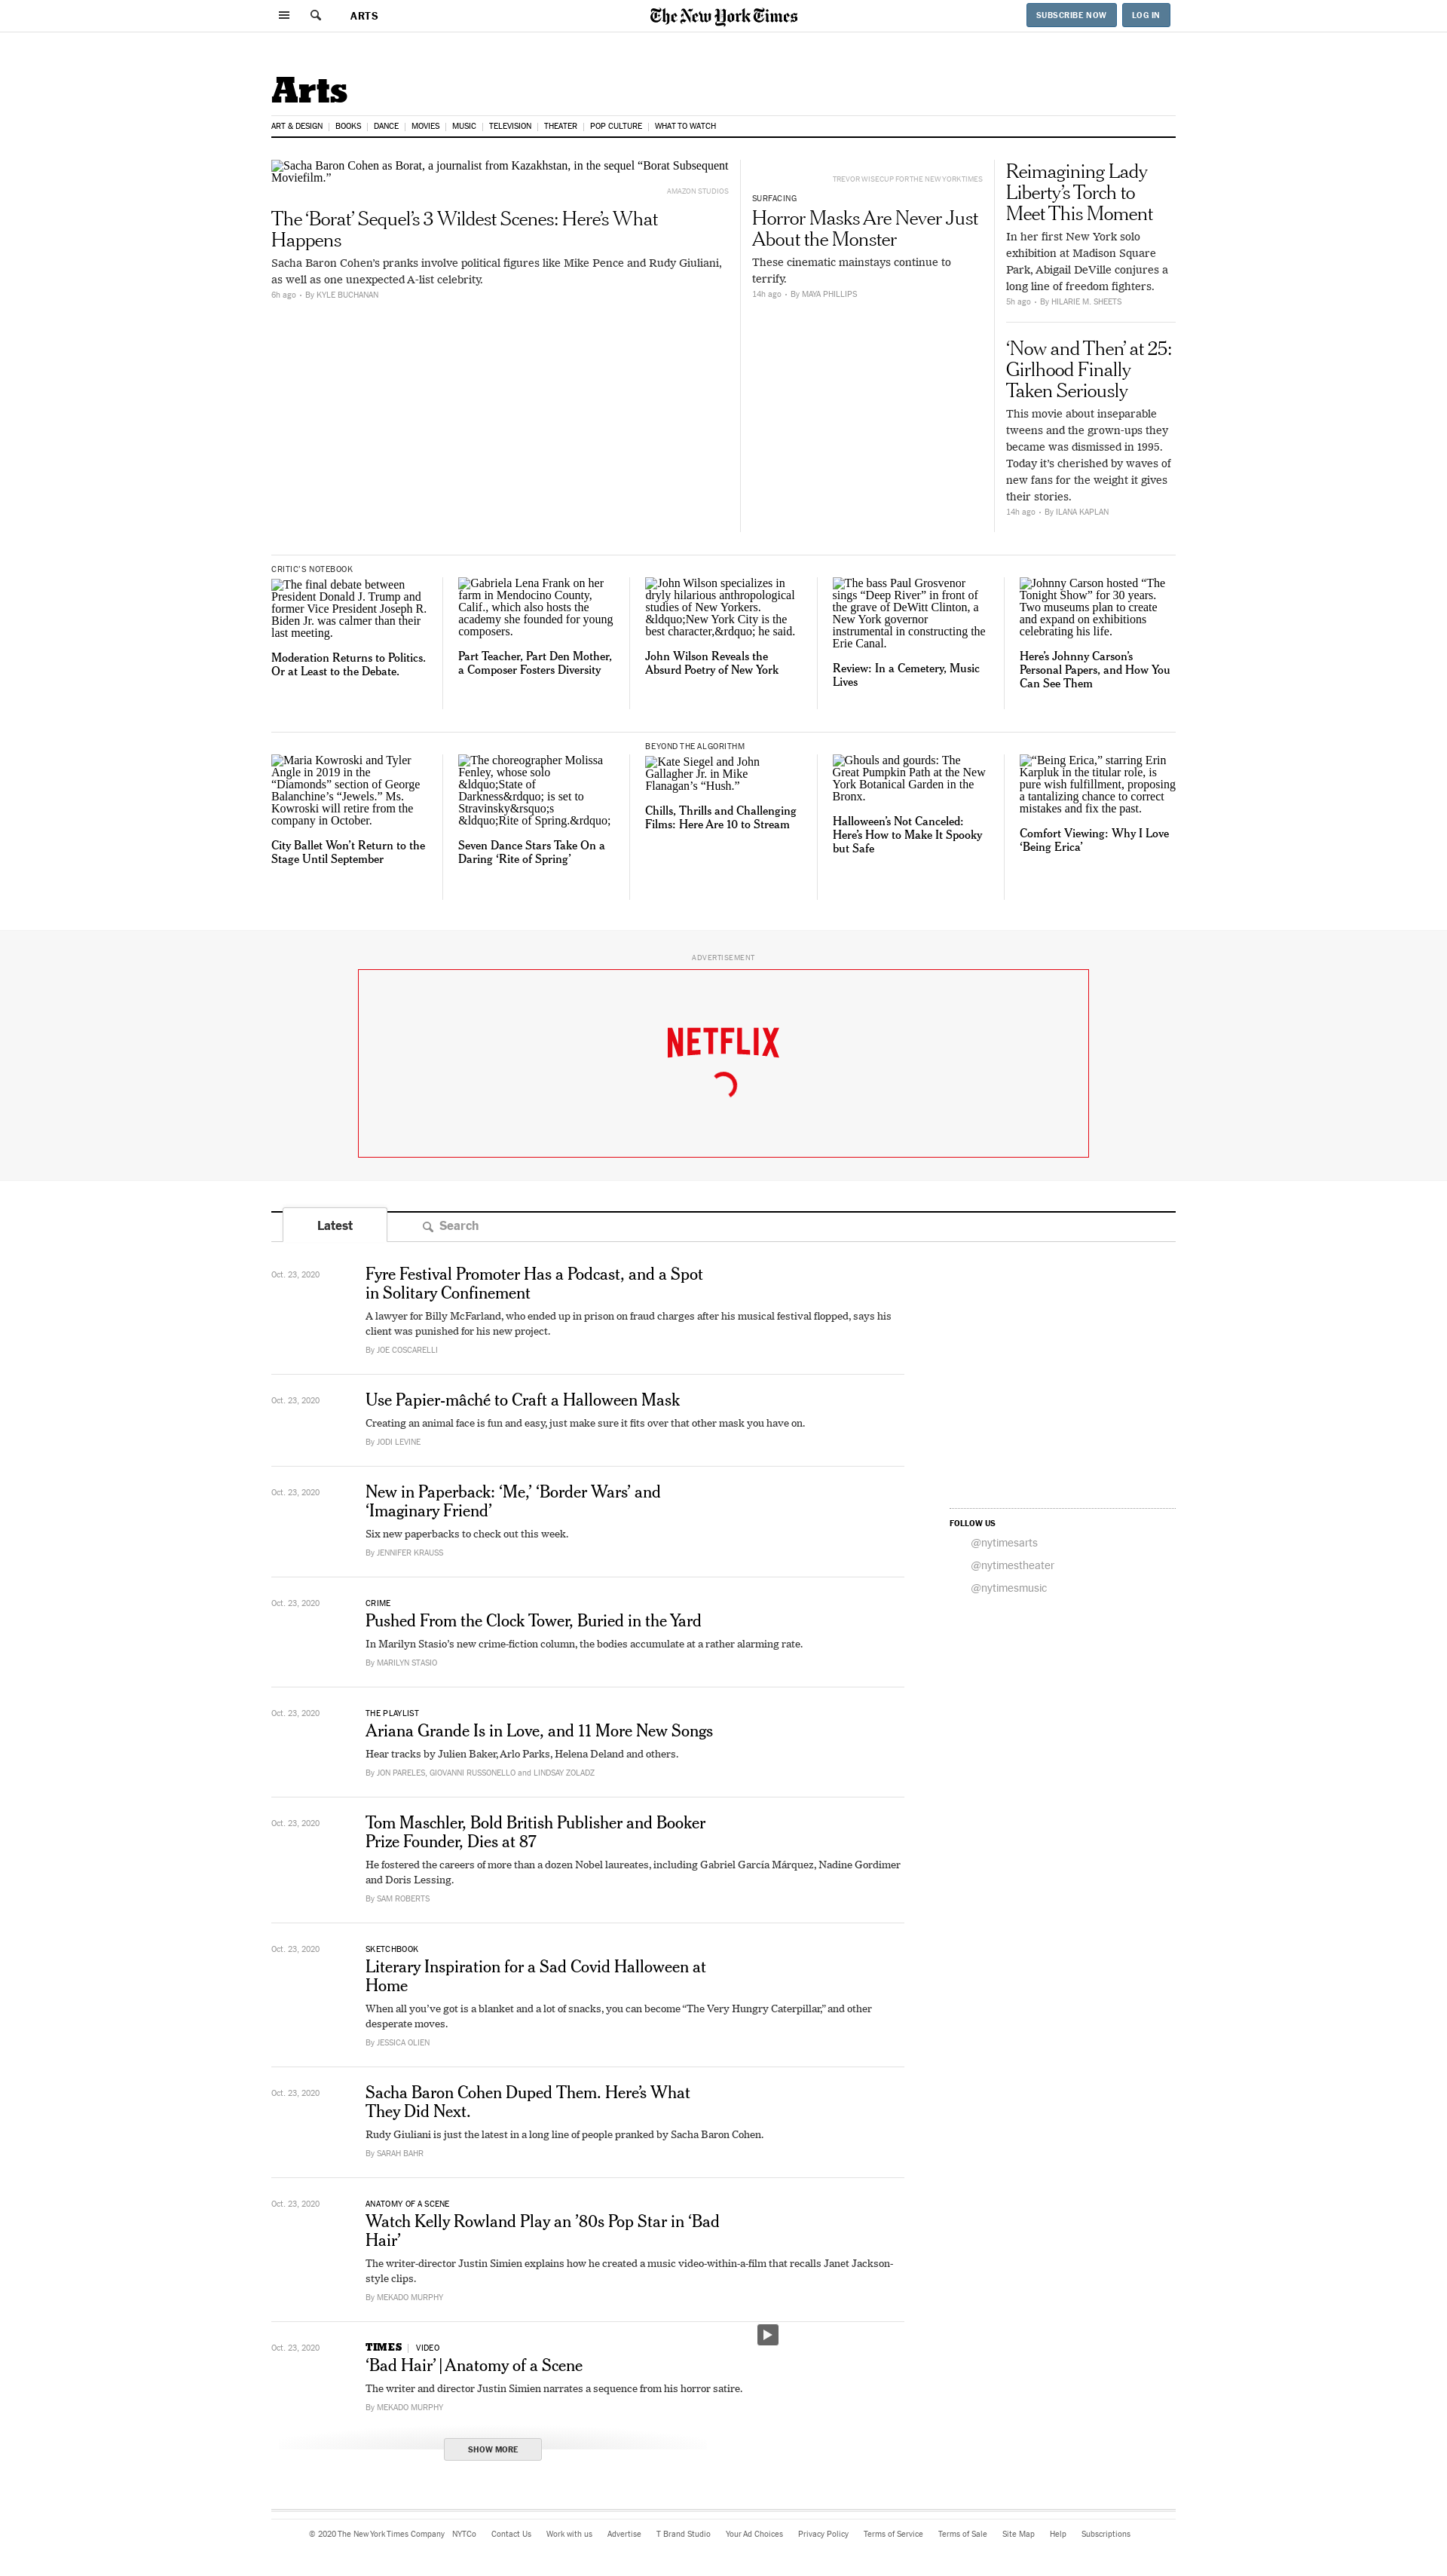 ARTS
The New York Times
SUBSCRIBE NOW
LOG IN
Arts
ART & DESIGN | BOOKS | DANCE | MOVIES | MUSIC | TELEVISION | THEATER | POP CULTURE | WHAT TO WATCH
Sacha Baron Cohen as Borat, a journalist from Kazakhstan, in the sequel “Borat Subsequent
Moviefilm.”
AMAZON STUDIOS
The ‘Borat’ Sequel’s 3 Wildest Scenes: Here’s What
Happens
Sacha Baron Cohen’s pranks involve political figures like Mike Pence and Rudy Giuliani,
as well as one unexpected A-list celebrity.
6h ago • By KYLE BUCHANAN
TREVOR WISECUP FOR THE NEW YORK TIMES
SURFACING
Horror Masks Are Never Just
About the Monster
These cinematic mainstays continue to
terrify.
14h ago • By MAYA PHILLIPS
Reimagining Lady
Liberty’s Torch to
Meet This Moment
In her first New York solo
exhibition at Madison Square
Park, Abigail DeVille conjures a
long line of freedom fighters.
5h ago • By HILARIE M. SHEETS
‘Now and Then’ at 25:
Girlhood Finally
Taken Seriously
This movie about inseparable
tweens and the grown-ups they
became was dismissed in 1995.
Today it’s cherished by waves of
new fans for the weight it gives
their stories.
14h ago • By ILANA KAPLAN
CRITIC’S NOTEBOOK
The final debate between
President Donald J. Trump and
former Vice President Joseph R.
Biden Jr. was calmer than their
last meeting.
Moderation Returns to Politics.
Or at Least to the Debate.
Gabriela Lena Frank on her
farm in Mendocino County,
Calif., which also hosts the
academy she founded for young
composers.
Part Teacher, Part Den Mother,
a Composer Fosters Diversity
John Wilson specializes in
dryly hilarious anthropological
studies of New Yorkers.
&ldquo;New York City is the
best character,&rdquo; he said.
John Wilson Reveals the
Absurd Poetry of New York
The bass Paul Grosvenor
sings “Deep River” in front of
the grave of DeWitt Clinton, a
New York governor
instrumental in constructing the
Erie Canal.
Review: In a Cemetery, Music
Lives
Johnny Carson hosted “The
Tonight Show” for 30 years.
Two museums plan to create
and expand on exhibitions
celebrating his life.
Here’s Johnny Carson’s
Personal Papers, and How You
Can See Them
Maria Kowroski and Tyler
Angle in 2019 in the
“Diamonds” section of George
Balanchine’s “Jewels.” Ms.
Kowroski will retire from the
company in October.
City Ballet Won’t Return to the
Stage Until September
The choreographer Molissa
Fenley, whose solo
&ldquo;State of
Darkness&rdquo; is set to
Stravinsky&rsquo;s
&ldquo;Rite of Spring.&rdquo;
Seven Dance Stars Take On a
Daring ‘Rite of Spring’
BEYOND THE ALGORITHM
Kate Siegel and John
Gallagher Jr. in Mike
Flanagan’s “Hush.”
Chills, Thrills and Challenging
Films: Here Are 10 to Stream
Ghouls and gourds: The
Great Pumpkin Path at the New
York Botanical Garden in the
Bronx.
Halloween’s Not Canceled:
Here’s How to Make It Spooky
but Safe
“Being Erica,” starring Erin
Karpluk in the titular role, is
pure wish fulfillment, proposing
a tantalizing chance to correct
mistakes and fix the past.
Comfort Viewing: Why I Love
‘Being Erica’
ADVERTISEMENT
NETFLIX
Latest
Search
Oct. 23, 2020
Fyre Festival Promoter Has a Podcast, and a Spot
in Solitary Confinement
A lawyer for Billy McFarland, who ended up in prison on fraud charges after his musical festival flopped, says his
client was punished for his new project.
By JOE COSCARELLI
Oct. 23, 2020
Use Papier-mâché to Craft a Halloween Mask
Creating an animal face is fun and easy, just make sure it fits over that other mask you have on.
By JODI LEVINE
Oct. 23, 2020
New in Paperback: ‘Me,’ ‘Border Wars’ and
‘Imaginary Friend’
Six new paperbacks to check out this week.
By JENNIFER KRAUSS
FOLLOW US
@nytimesarts
@nytimestheater
@nytimesmusic
Oct. 23, 2020
CRIME
Pushed From the Clock Tower, Buried in the Yard
In Marilyn Stasio’s new crime-fiction column, the bodies accumulate at a rather alarming rate.
By MARILYN STASIO
Oct. 23, 2020
THE PLAYLIST
Ariana Grande Is in Love, and 11 More New Songs
Hear tracks by Julien Baker, Arlo Parks, Helena Deland and others.
By JON PARELES, GIOVANNI RUSSONELLO and LINDSAY ZOLADZ
Oct. 23, 2020
Tom Maschler, Bold British Publisher and Booker
Prize Founder, Dies at 87
He fostered the careers of more than a dozen Nobel laureates, including Gabriel García Márquez, Nadine Gordimer
and Doris Lessing.
By SAM ROBERTS
Oct. 23, 2020
SKETCHBOOK
Literary Inspiration for a Sad Covid Halloween at
Home
When all you’ve got is a blanket and a lot of snacks, you can become “The Very Hungry Caterpillar,” and other
desperate moves.
By JESSICA OLIEN
Oct. 23, 2020
Sacha Baron Cohen Duped Them. Here’s What
They Did Next.
Rudy Giuliani is just the latest in a long line of people pranked by Sacha Baron Cohen.
By SARAH BAHR
Oct. 23, 2020
ANATOMY OF A SCENE
Watch Kelly Rowland Play an ’80s Pop Star in ‘Bad
Hair’
The writer-director Justin Simien explains how he created a music video-within-a-film that recalls Janet Jackson-
style clips.
By MEKADO MURPHY
Oct. 23, 2020
TIMES | VIDEO
‘Bad Hair’ | Anatomy of a Scene
The writer and director Justin Simien narrates a sequence from his horror satire.
By MEKADO MURPHY
SHOW MORE
© 2020 The New York Times Company NYTCo Contact Us Work with us Advertise T Brand Studio Your Ad Choices Privacy Policy Terms of Service Terms of Sale Site Map Help Subscriptions